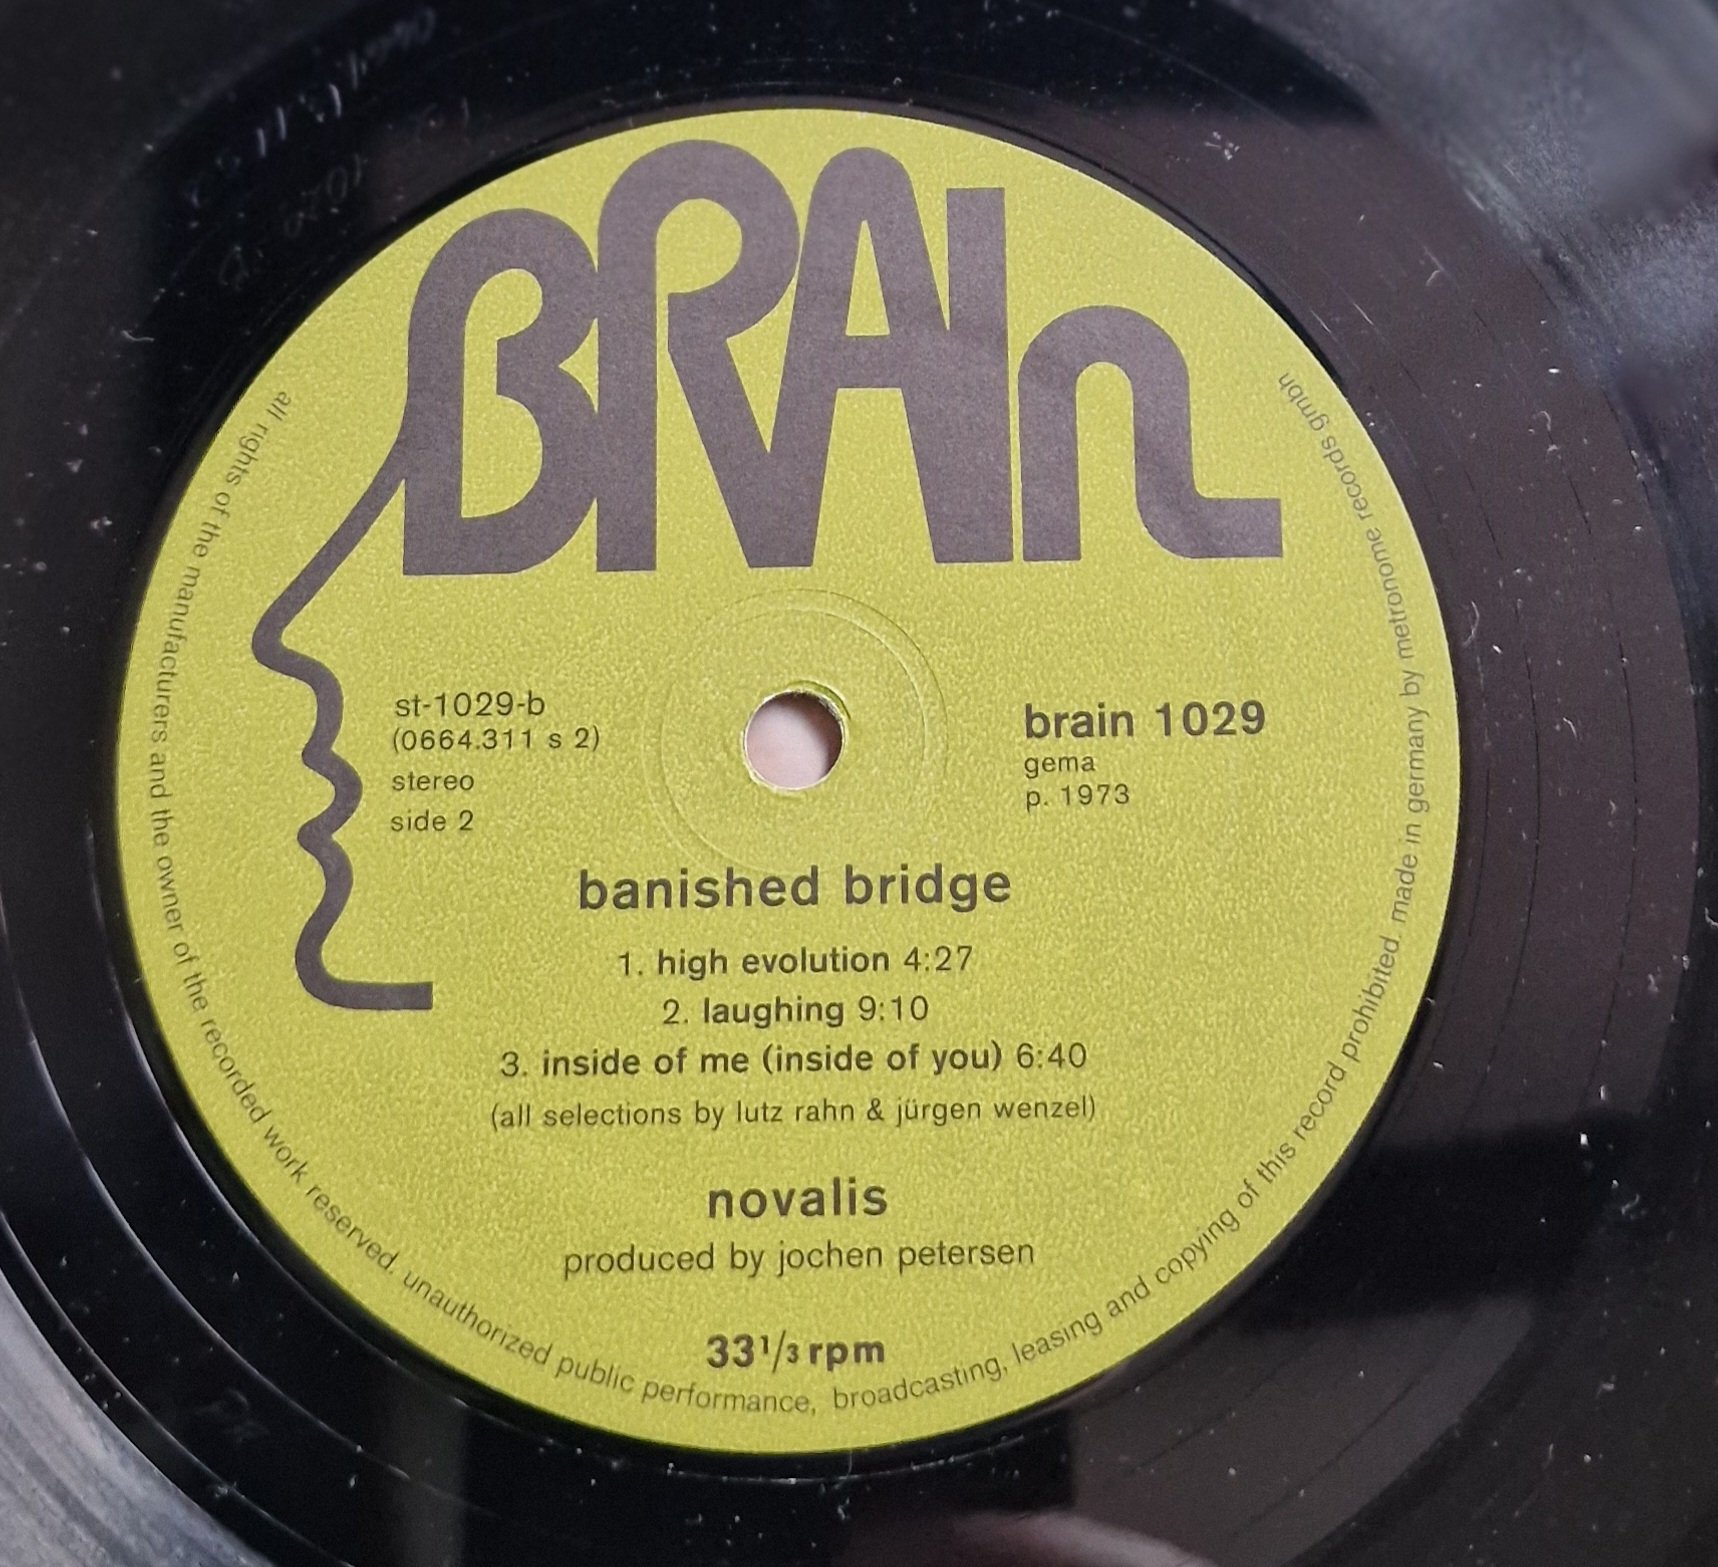 BRAIn
st-1029-b
(0664.311 s 2)
stereo
side 2
brain 1029
gema
p. 1973
banished bridge
1. high evolution 4:27
2. laughing 9:10
3. inside of me (inside of you) 6:40
(all selections by lutz rahn & jürgen wenzel)
novalis
produced by jochen petersen
33 1/3 rpm
all rights of the manufacturers and the owner of the recorded work reserved. unauthorized public performance, broadcasting, leasing and copying of this record prohibited. made in germany by metronome records gmbh